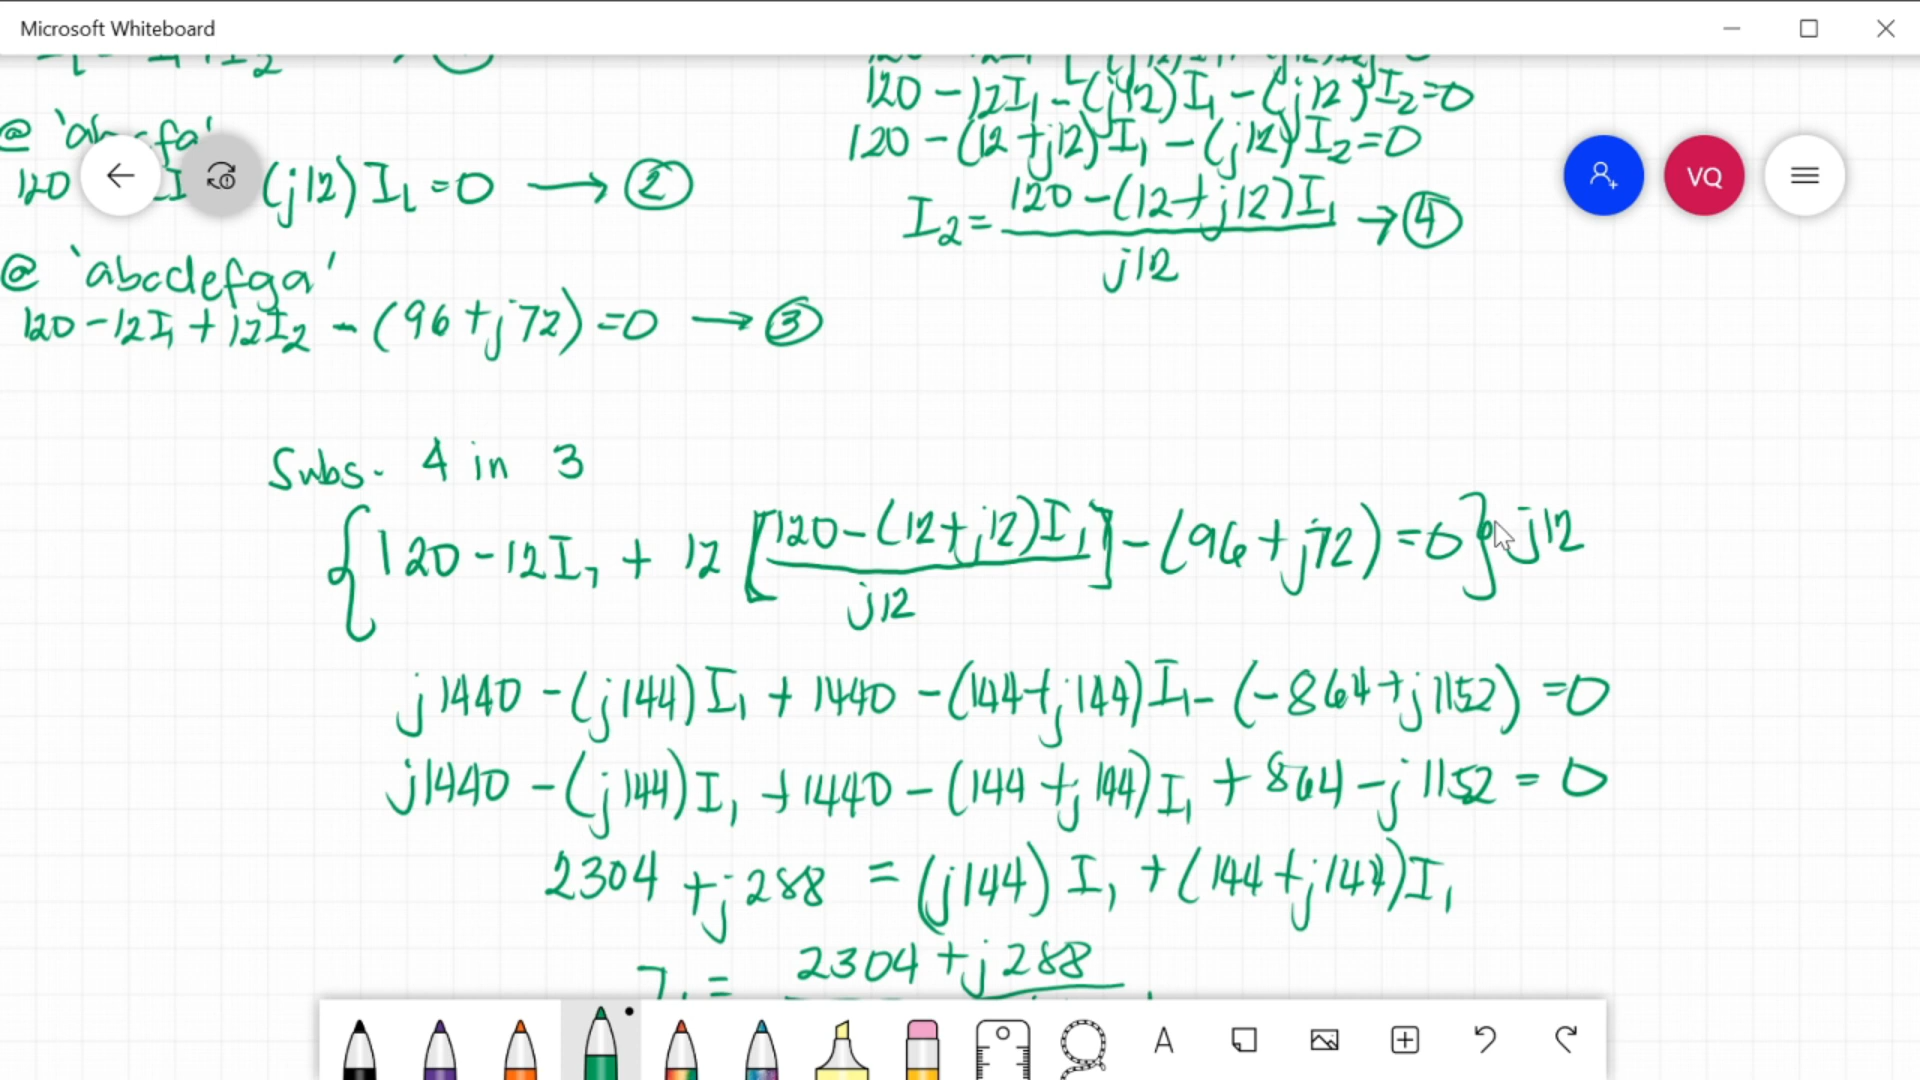 Microsoft Whiteboard
120 - 12I₁ - (j12)I₁ - (j12)I₂ = 0
120 - (12 + j12)I₁ - (j12)I₂ = 0
I₂ = 120 - (12 + j12)I₁ / j12 → ④
120 (j12) I_L = 0 → ②
@ 'abcdefga'
120 - 12I₁ + 12I₂ - (96 + j72) = 0 → ③
VQ
Subs. 4 in 3
{120 - 12I₁ + 12 [120 - (12 + j12)I₁ / j12] - (96 + j72) = 0} j12
j1440 - (j144)I₁ + 1440 - (144 + j144)I₁ - (-864 + j1152) = 0
j1440 - (j144)I₁ + 1440 - (144 + j144)I₁ + 864 - j1152 = 0
2304 + j288 = (j144) I₁ + (144 + j144)I₁
I₁ = 2304 + j288